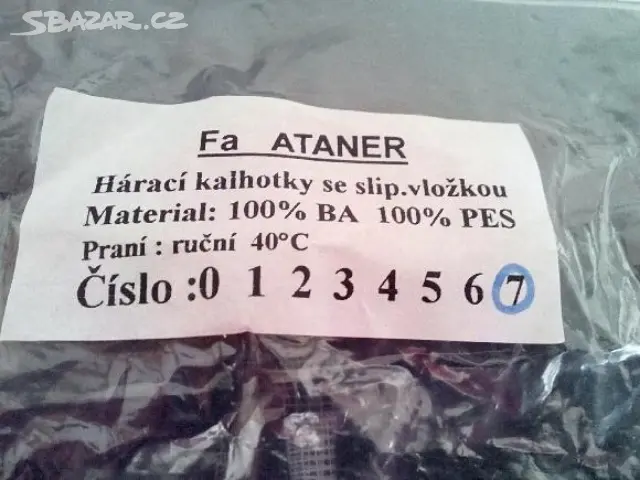 SBAZAR.CZ
Fa ATANER
Hárací kalhotky se slip.vložkou
Material: 100% BA 100% PES
Praní : ruční 40°C
Číslo :0 1 2 3 4 5 6 7